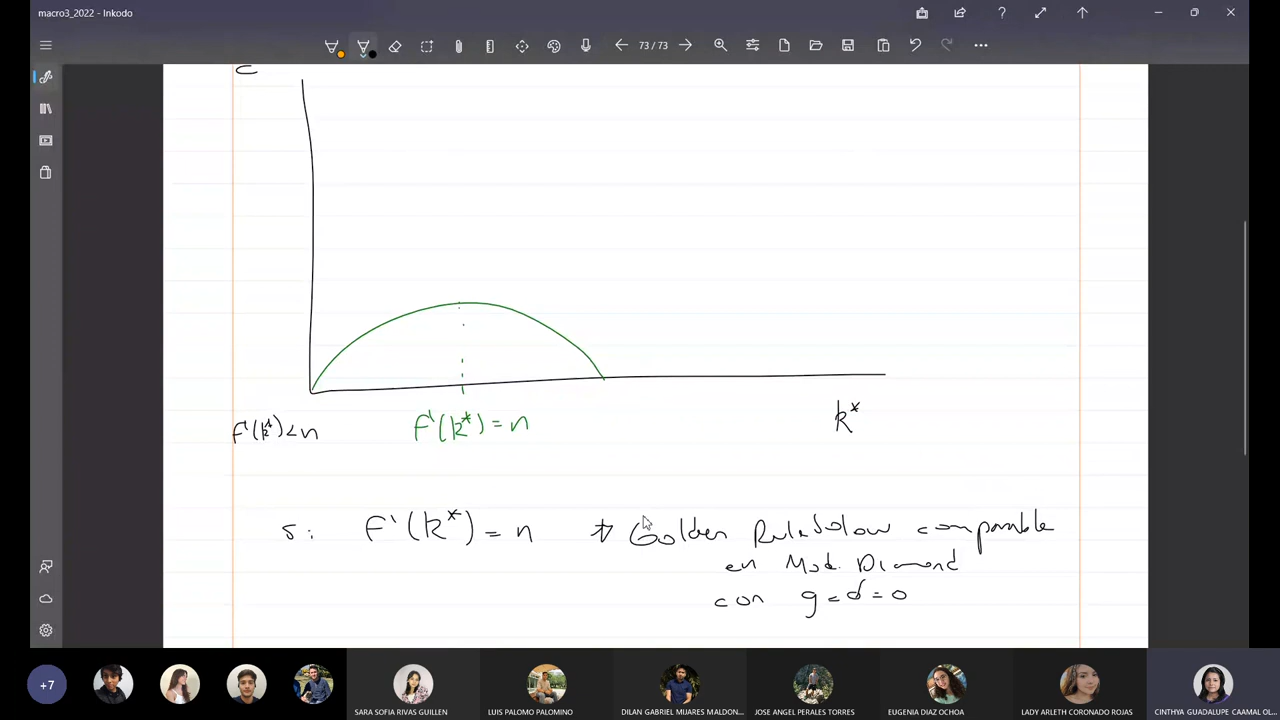 macro3_2022 - Inkodo
73 / 73
c
f'(k*) < n
f'(k*) = n
k*
si f'(k*) = n * Golden Rule Solow comparable
en Mod. Diamond
con g = d = 0
+7
SARA SOFIA RIVAS GUILLEN
LUIS PALOMO PALOMINO
DILAN GABRIEL MIJARES MALDON...
JOSE ANGEL PERALES TORRES
EUGENIA DIAZ OCHOA
LADY ARLETH CORONADO ROJAS
CINTHYA GUADALUPE CAAMAL OL...